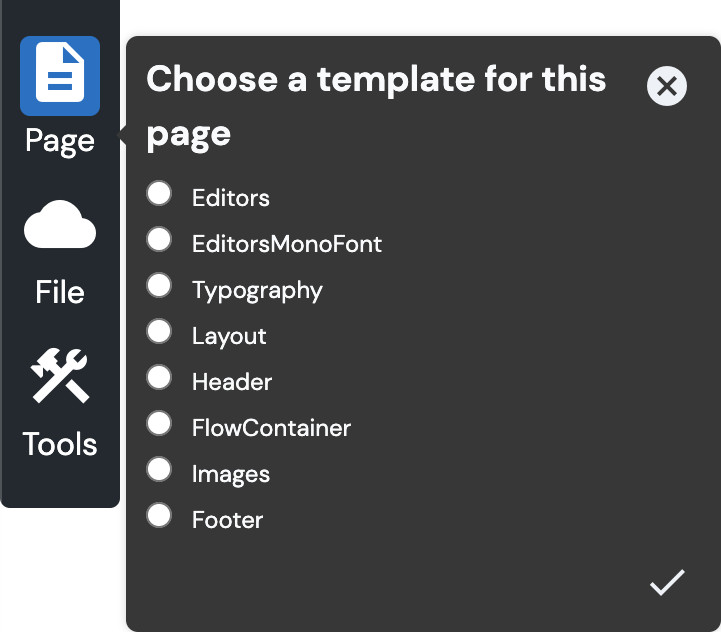 Page
File
Tools
Choose a template for this
page
Editors
EditorsMonoFont
Typography
Layout
Header
FlowContainer
Images
Footer